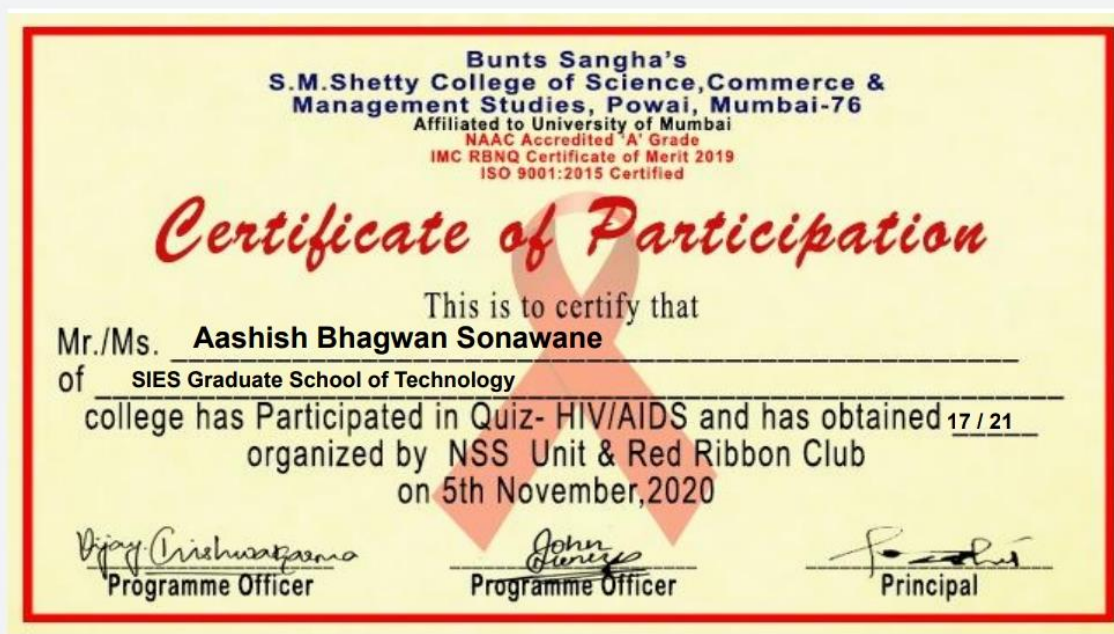 Bunts Sangha's
S.M.Shetty College of Science,Commerce &
Management Studies, Powai, Mumbai-76
Affiliated to University of Mumbai
NAAC Accredited 'A' Grade
IMC RBNQ Certificate of Merit 2019
ISO 9001:2015 Certified
Certificate of Participation
This is to certify that
Mr./Ms. Aashish Bhagwan Sonawane
of SIES Graduate School of Technology
college has Participated in Quiz- HIV/AIDS and has obtained 17 / 21
organized by NSS Unit & Red Ribbon Club
on 5th November,2020
Vijay John
Programme Officer Programme Officer Principal